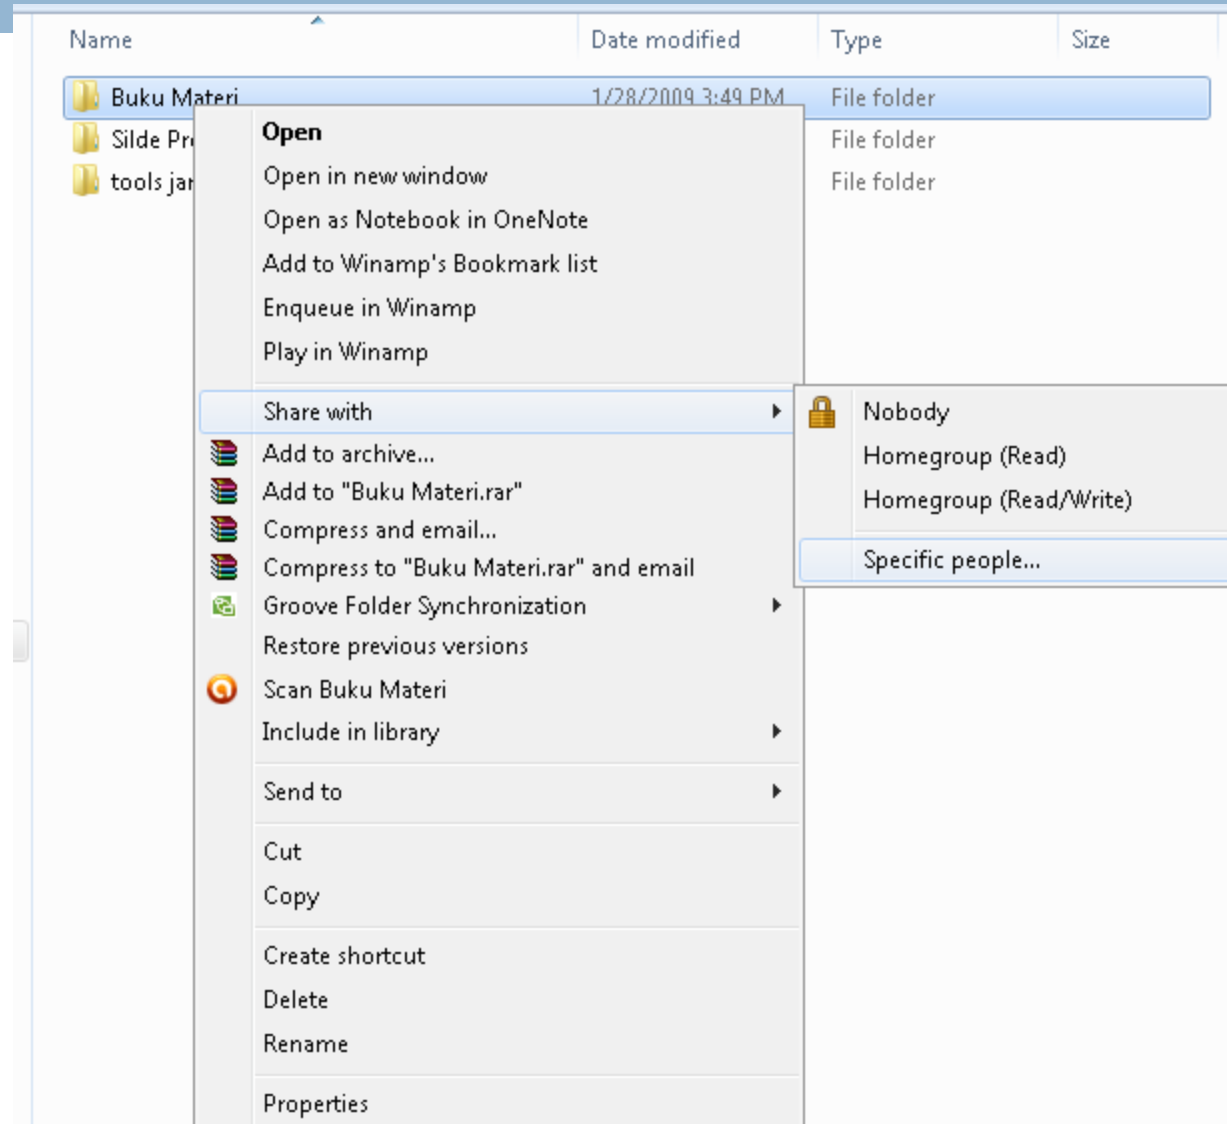 Name Date modified Type Size
Buku Materi 1/28/2009 3:49 PM File folder
Silde File folder
tools File folder
Open
Open in new window
Open as Notebook in OneNote
Add to Winamp's Bookmark list
Enqueue in Winamp
Play in Winamp
Share with
Add to archive...
Add to "Buku Materi.rar"
Compress and email...
Compress to "Buku Materi.rar" and email
Groove Folder Synchronization
Restore previous versions
Scan Buku Materi
Include in library
Send to
Cut
Copy
Create shortcut
Delete
Rename
Properties
Nobody
Homegroup (Read)
Homegroup (Read/Write)
Specific people...